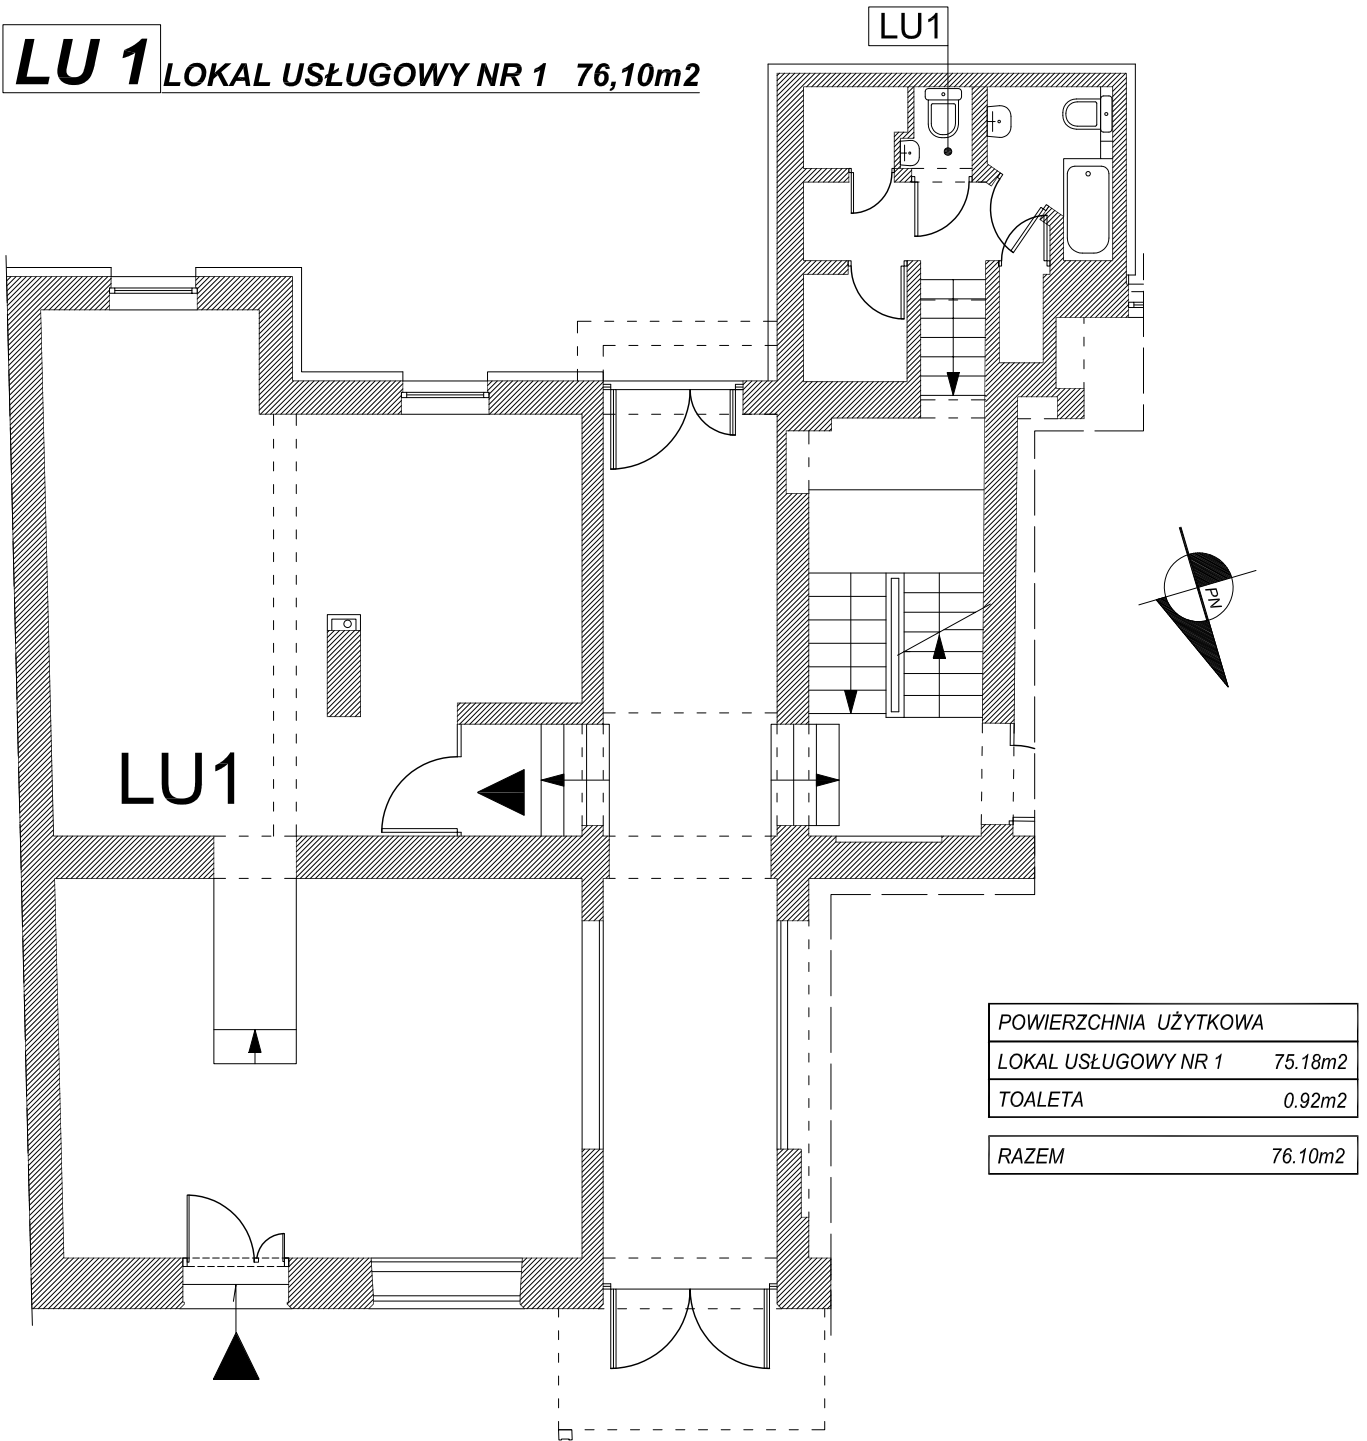 LU1
LU 1 LOKAL USŁUGOWY NR 1 76,10m2
PN
LU1
POWIERZCHNIA UŻYTKOWA
LOKAL USŁUGOWY NR 1 75.18m2
TOALETA 0.92m2
RAZEM 76.10m2